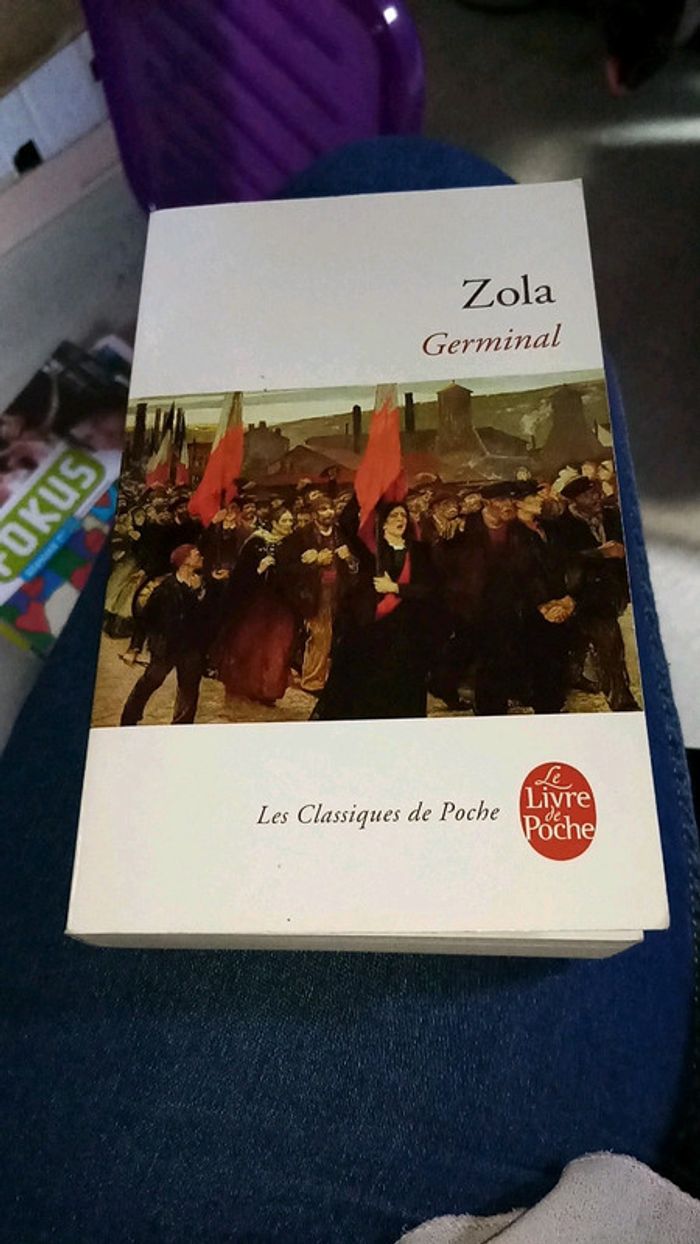 Zola
Germinal
FOKUS
Les Classiques de Poche
Le
Livre
de
Poche